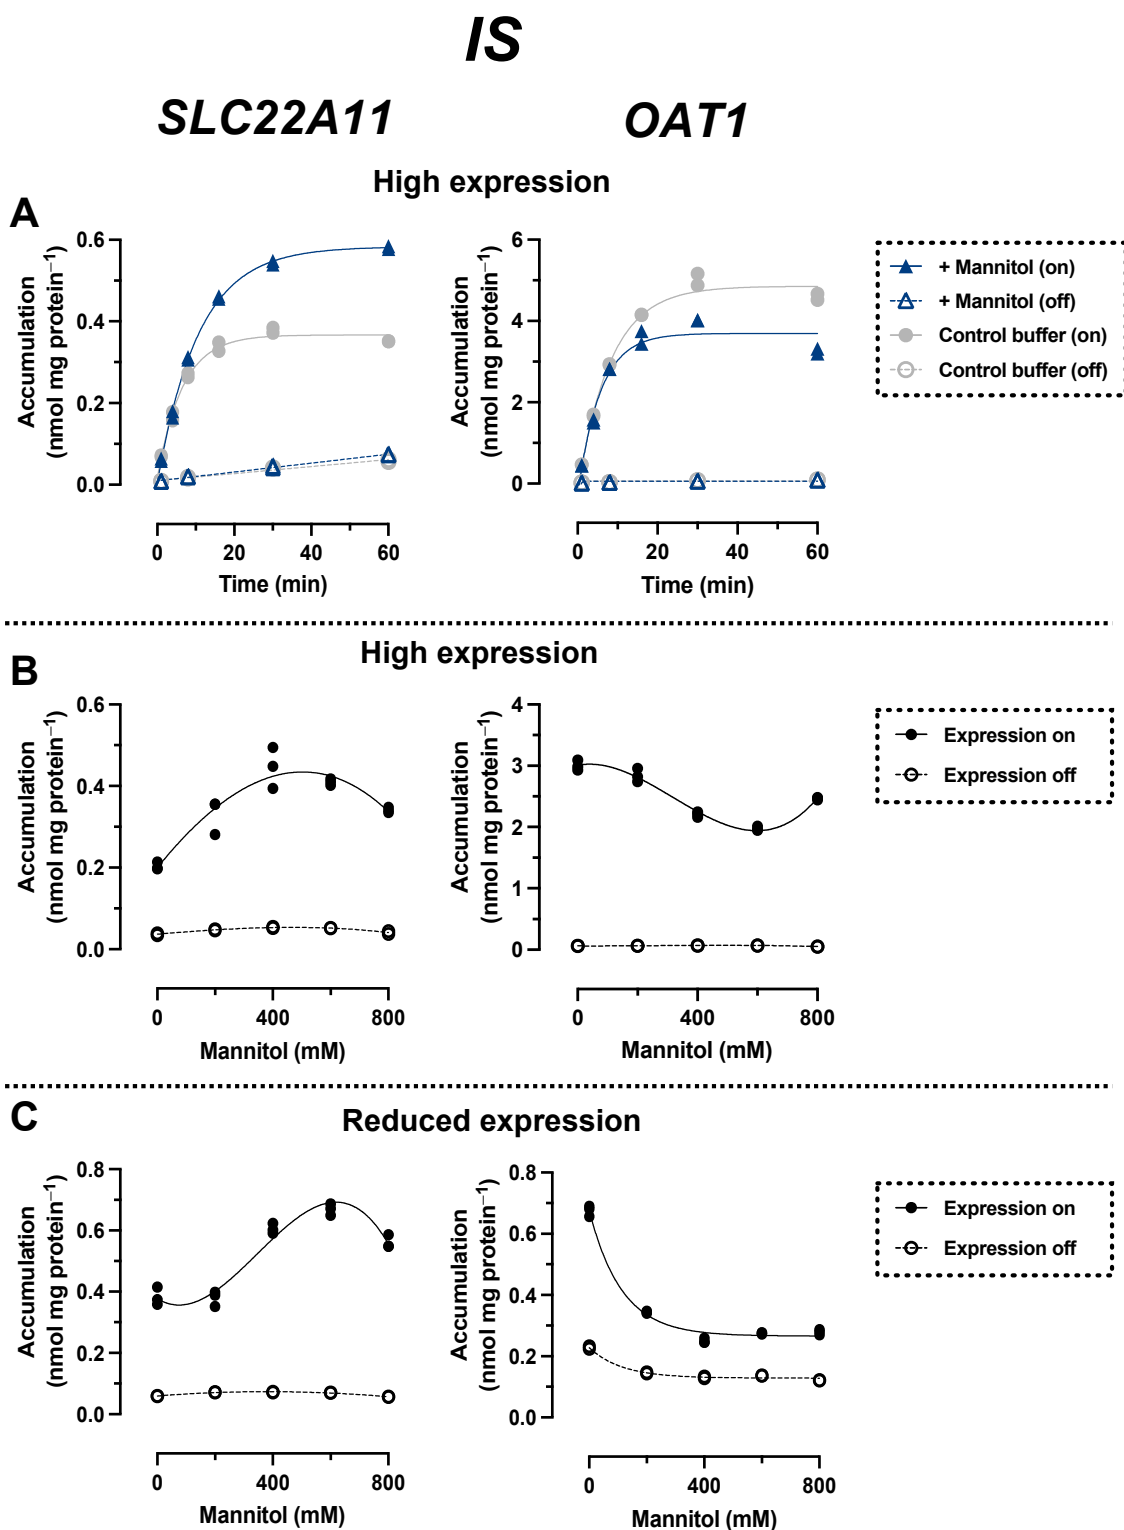 IS
SLC22A11 OAT1
High expression
A
Accumulation
(nmol mg protein⁻¹)
0.6
0.4
0.2
0.0
0 20 40 60
Time (min)
Accumulation
(nmol mg protein⁻¹)
6
4
2
0
0 20 40 60
Time (min)
+ Mannitol (on)
+ Mannitol (off)
Control buffer (on)
Control buffer (off)
High expression
B
Accumulation
(nmol mg protein⁻¹)
0.6
0.4
0.2
0.0
0 400 800
Mannitol (mM)
Accumulation
(nmol mg protein⁻¹)
4
3
2
1
0
0 400 800
Mannitol (mM)
Expression on
Expression off
C
Reduced expression
Accumulation
(nmol mg protein⁻¹)
0.8
0.6
0.4
0.2
0.0
0 400 800
Mannitol (mM)
Accumulation
(nmol mg protein⁻¹)
0.8
0.6
0.4
0.2
0.0
0 400 800
Mannitol (mM)
Expression on
Expression off